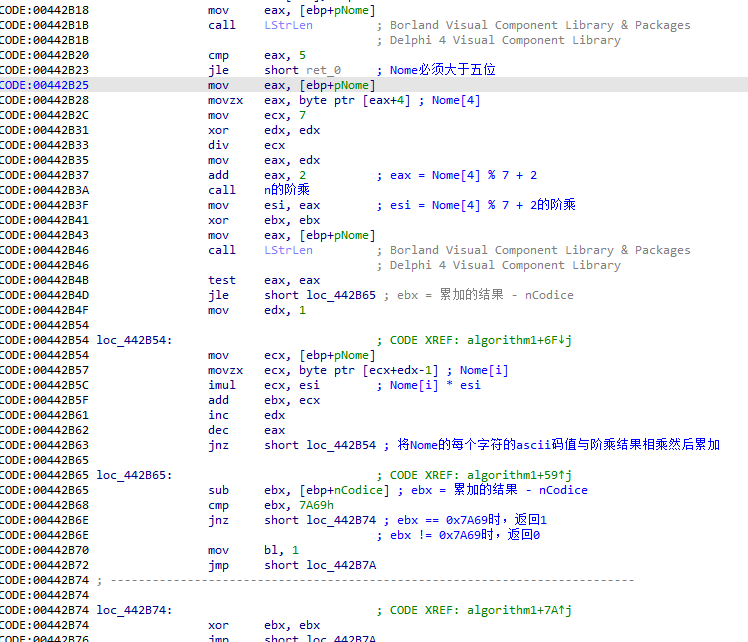 CODE:00442B18 mov eax, [ebp+pNome]
CODE:00442B1B call LStrLen ; Borland Visual Component Library & Packages
CODE:00442B1B ; Delphi 4 Visual Component Library
CODE:00442B20 cmp eax, 5
CODE:00442B23 jle short ret_0 ; Nome必须大于五位
CODE:00442B25 mov eax, [ebp+pNome]
CODE:00442B28 movzx eax, byte ptr [eax+4] ; Nome[4]
CODE:00442B2C mov ecx, 7
CODE:00442B31 xor edx, edx
CODE:00442B33 div ecx
CODE:00442B35 mov eax, edx
CODE:00442B37 add eax, 2 ; eax = Nome[4] % 7 + 2
CODE:00442B3A call n的阶乘
CODE:00442B3F mov esi, eax ; esi = Nome[4] % 7 + 2的阶乘
CODE:00442B41 xor ebx, ebx
CODE:00442B43 mov eax, [ebp+pNome]
CODE:00442B46 call LStrLen ; Borland Visual Component Library & Packages
CODE:00442B46 ; Delphi 4 Visual Component Library
CODE:00442B4B test eax, eax
CODE:00442B4D jle short loc_442B65 ; ebx = 累加的结果 - nCodice
CODE:00442B4F mov edx, 1
CODE:00442B54
CODE:00442B54 loc_442B54: ; CODE XREF: algorithm1+6F↓j
CODE:00442B54 mov ecx, [ebp+pNome]
CODE:00442B57 movzx ecx, byte ptr [ecx+edx-1] ; Nome[i]
CODE:00442B5C imul ecx, esi ; Nome[i] * esi
CODE:00442B5F add ebx, ecx
CODE:00442B61 inc edx
CODE:00442B62 dec eax
CODE:00442B63 jnz short loc_442B54 ; 将Nome的每个字符的ascii码值与阶乘结果相乘然后累加
CODE:00442B65
CODE:00442B65 loc_442B65: ; CODE XREF: algorithm1+59↑j
CODE:00442B65 sub ebx, [ebp+nCodice] ; ebx = 累加的结果 - nCodice
CODE:00442B68 cmp ebx, 7A69h
CODE:00442B6E jnz short loc_442B74 ; ebx == 0x7A69时，返回1
CODE:00442B6E ; ebx != 0x7A69时，返回0
CODE:00442B70 mov bl, 1
CODE:00442B72 jmp short loc_442B7A
CODE:00442B74 ; ---------------------------------------------------------------------------
CODE:00442B74
CODE:00442B74 loc_442B74: ; CODE XREF: algorithm1+7A↑j
CODE:00442B74 xor ebx, ebx
CODE:00442B76 jmp short loc_442B7A